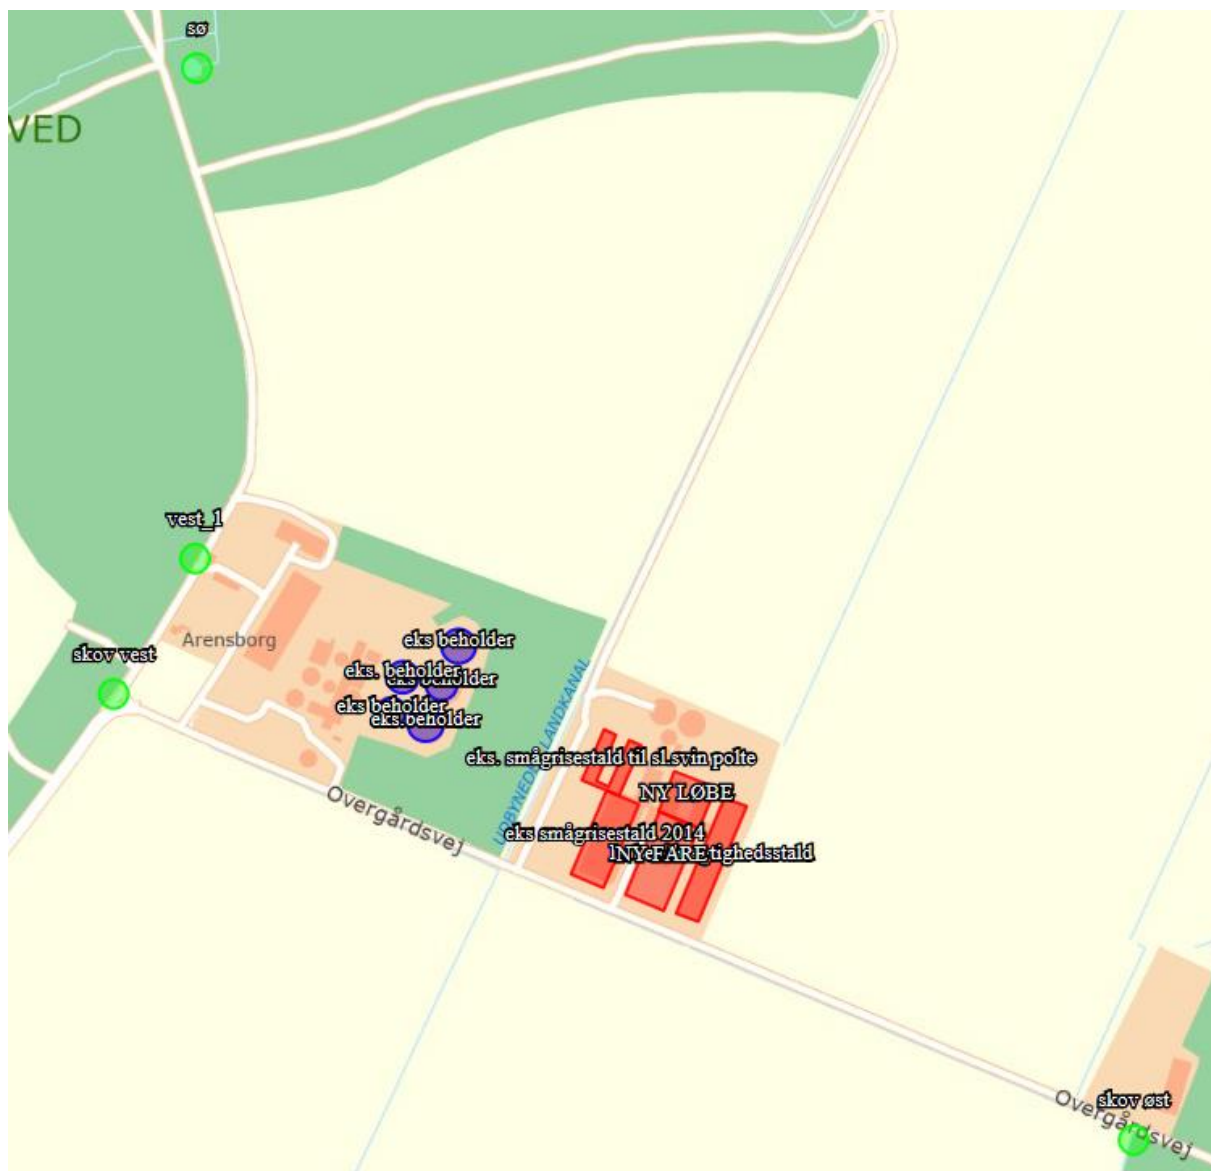 sø
VED
vest_1
Arensborg
skov vest
eks beholder
eks. beholder
eks beholder
eks beholder
eks.beholder
UDBYNEDER LANDKANAL
eks. smågrisestald til sl.svin polte
NY LØBE
Overgårdsvej
eks smågrisestald 2014
NY FARE
tighedsstald
skov øst
Overgårdsvej